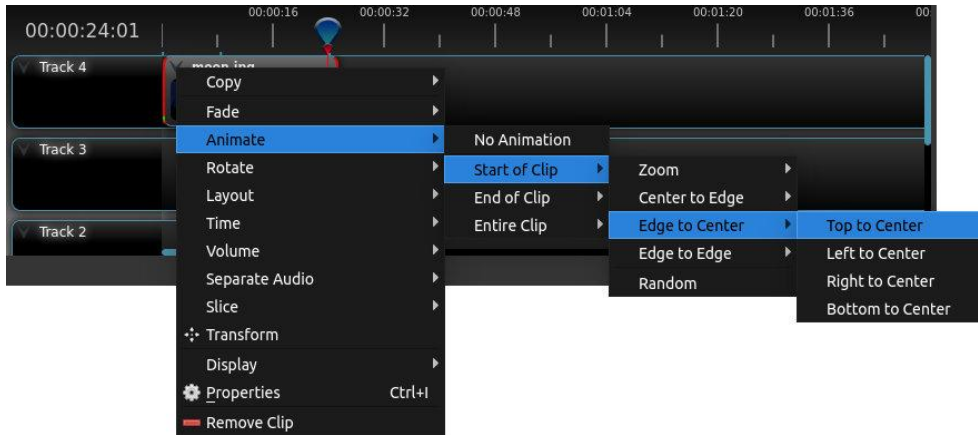 00:00:24:01
00:00:16 00:00:32 00:00:48 00:01:04 00:01:20 00:01:36 00:
Track 4
Copy
Fade
Animate
Rotate
Layout
Time
Volume
Separate Audio
Slice
Transform
Display
Properties Ctrl+I
Remove Clip
No Animation
Start of Clip
End of Clip
Entire Clip
Zoom
Center to Edge
Edge to Center
Edge to Edge
Random
Top to Center
Left to Center
Right to Center
Bottom to Center
Track 3
Track 2